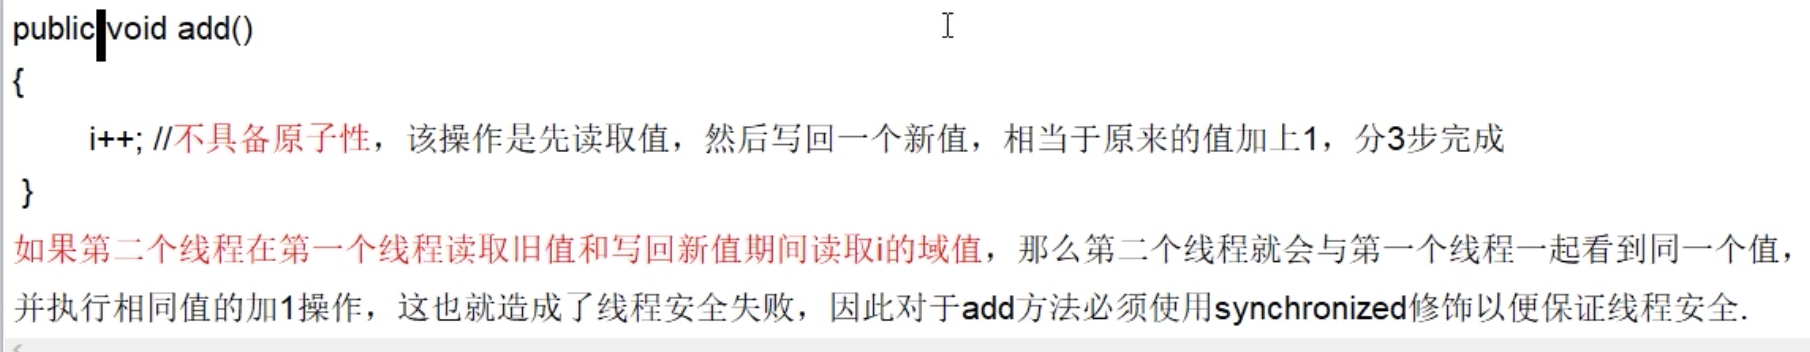 public void add()
{
i++; //不具备原子性，该操作是先读取值，然后写回一个新值，相当于原来的值加上1，分3步完成
}
如果第二个线程在第一个线程读取旧值和写回新值期间读取i的域值，那么第二个线程就会与第一个线程一起看到同一个值，
并执行相同值的加1操作，这也就造成了线程安全失败，因此对于add方法必须使用synchronized修饰以便保证线程安全.